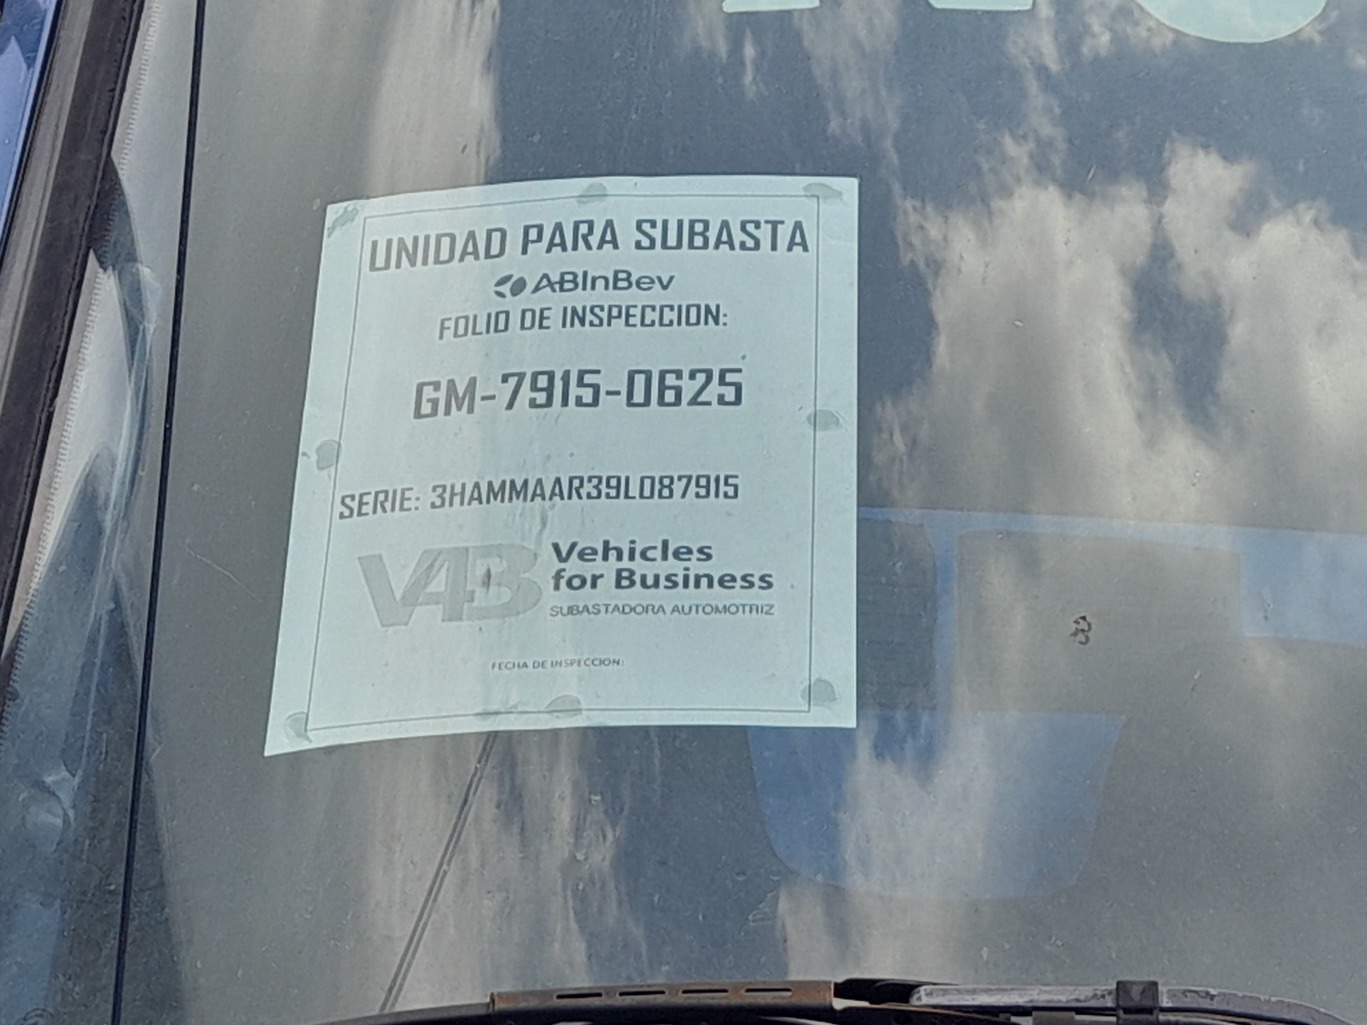 UNIDAD PARA SUBASTA
ABInBev
FOLIO DE INSPECCION:
GM-7915-0625
SERIE: 3HAMMAAR39L087915
V4B Vehicles
for Business
SUBASTADORA AUTOMOTRIZ
FECHA DE INSPECCION: